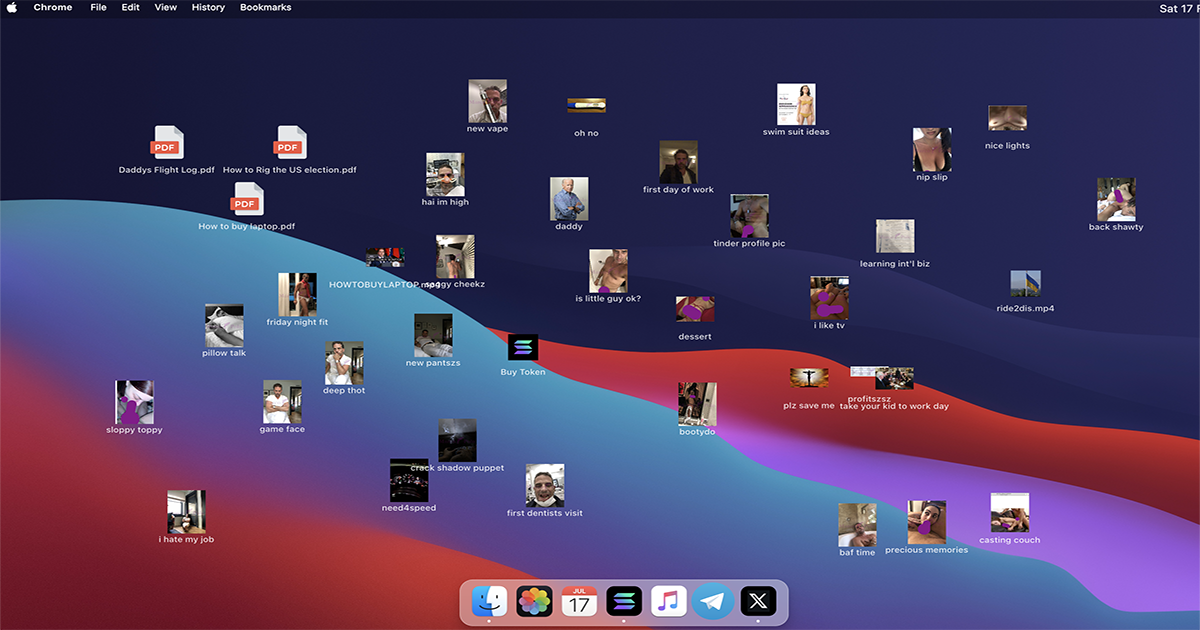 Chrome File Edit View History Bookmarks
Sat 17
new vape
oh no
swim suit ideas
nice lights
PDF
PDF
Daddys Flight Log.pdf
How to Rig the US election.pdf
nip slip
first day of work
PDF
hai im high
daddy
How to buy laptop.pdf
back shawty
tinder profile pic
learning int'l biz
HOWTOBUYLAPTOP.mp4
soggy cheekz
is little guy ok?
ride2dis.mp4
friday night fit
i like tv
dessert
pillow talk
new pantszs
Buy Token
deep thot
profitszsz
plz save me
take your kid to work day
sloppy toppy
game face
bootydo
crack shadow puppet
need4speed
first dentists visit
i hate my job
casting couch
baf time
precious memories
JUL
17